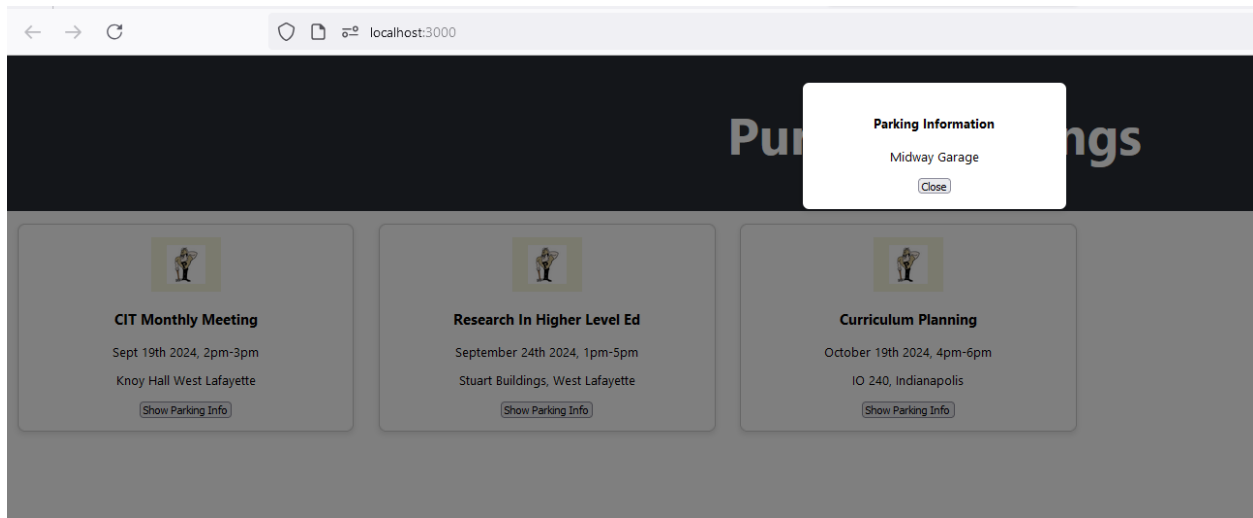 localhost:3000
Parking Information
Midway Garage
Close
CIT Monthly Meeting
Sept 19th 2024, 2pm-3pm
Knoy Hall West Lafayette
Show Parking Info
Research In Higher Level Ed
September 24th 2024, 1pm-5pm
Stuart Buildings, West Lafayette
Show Parking Info
Curriculum Planning
October 19th 2024, 4pm-6pm
IO 240, Indianapolis
Show Parking Info